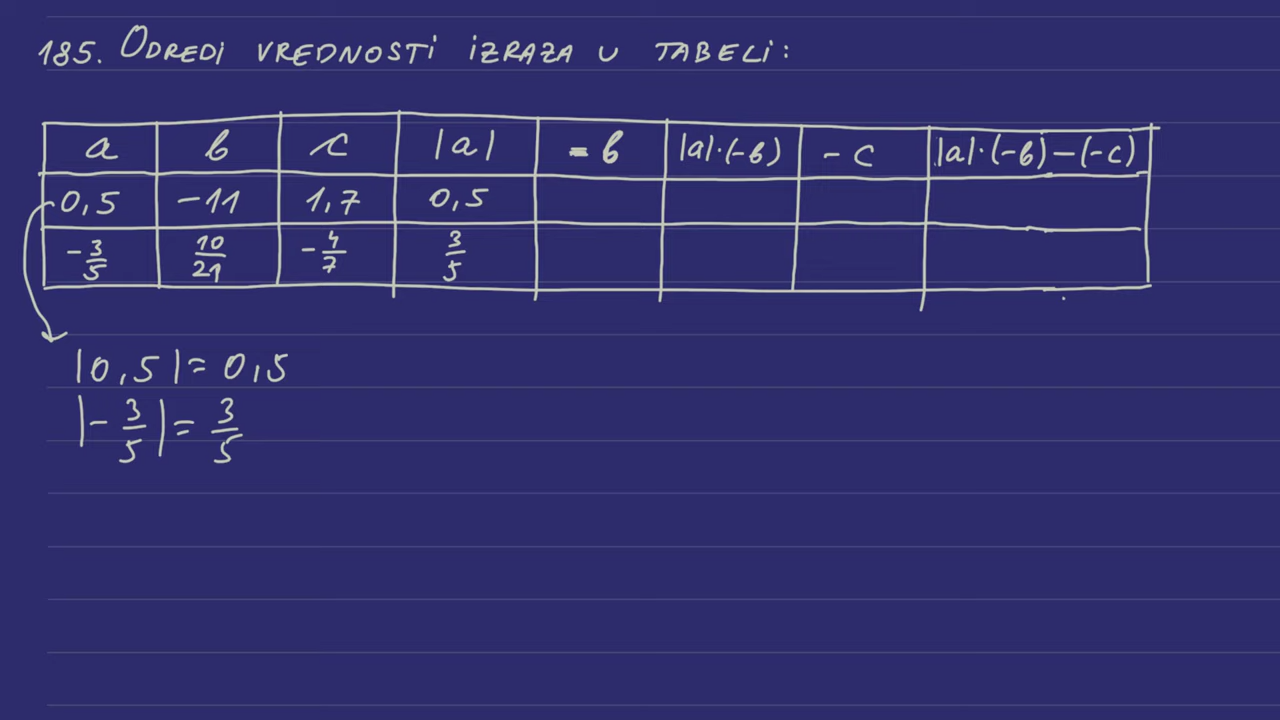 185. ODREDI VREDNOSTI IZRAZA U TABELI:
a b c |a| -b |a|·(-b) -c |a|·(-b)-(-c)
0,5 -11 1,7 0,5
-3/5 10/21 -4/7 3/5
|0,5|=0,5
|-3/5|=3/5